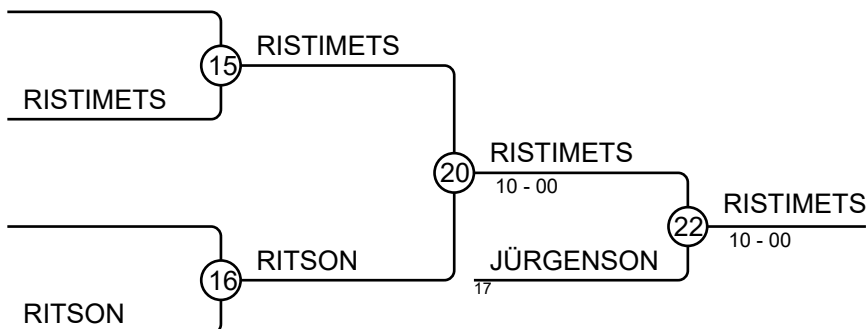 RISTIMETS
15
RISTIMETS
RISTIMETS
20
10 - 00
RISTIMETS
22
10 - 00
RITSON
16
JÜRGENSON
17
RITSON